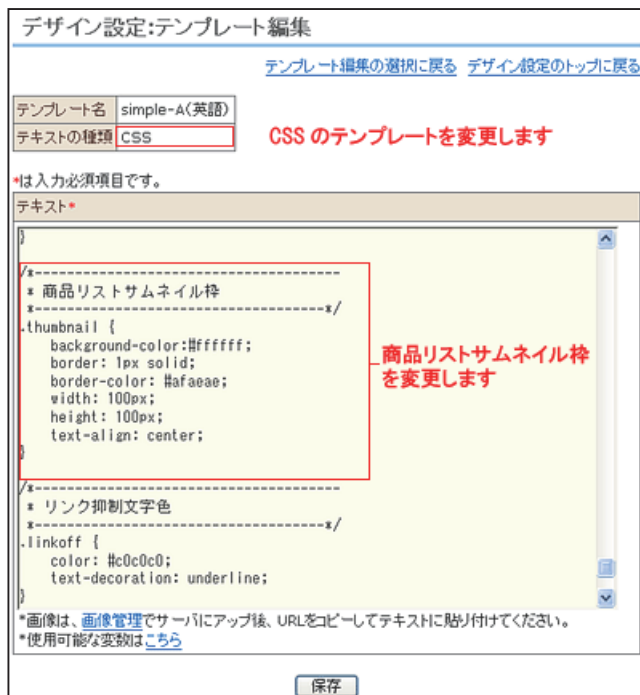 デザイン設定:テンプレート編集
テンプレート編集の選択に戻る デザイン設定のトップに戻る
テンプレート名 simple-A(英語)
テキストの種類 CSS
CSS のテンプレートを変更します
*は入力必須項目です。
テキスト*
}
/*--------------------------------------
* 商品リストサムネイル枠
*------------------------------------*/
.thumbnail {
background-color:#ffffff;
border: 1px solid;
border-color: #afaeae;
width: 100px;
height: 100px;
text-align: center;
}
商品リストサムネイル枠
を変更します
/*--------------------------------------
* リンク抑制文字色
*------------------------------------*/
.linkoff {
color: #c0c0c0;
text-decoration: underline;
}
*画像は、画像管理でサーバにアップ後、URLをコピーしてテキストに貼り付けてください。
*使用可能な変数はこちら
保存